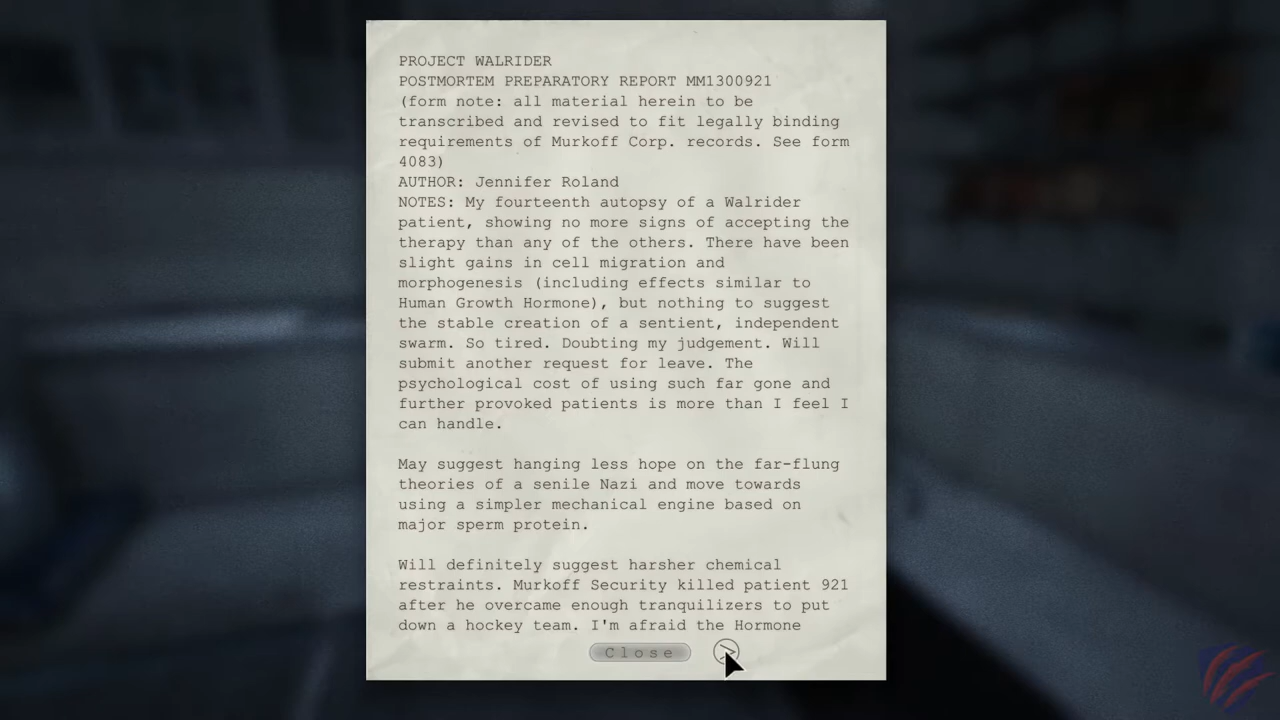 PROJECT WALRIDER
POSTMORTEM PREPARATORY REPORT MM1300921
(form note: all material herein to be
transcribed and revised to fit legally binding
requirements of Murkoff Corp. records. See form
4083)
AUTHOR: Jennifer Roland
NOTES: My fourteenth autopsy of a Walrider
patient, showing no more signs of accepting the
therapy than any of the others. There have been
slight gains in cell migration and
morphogenesis (including effects similar to
Human Growth Hormone), but nothing to suggest
the stable creation of a sentient, independent
swarm. So tired. Doubting my judgement. Will
submit another request for leave. The
psychological cost of using such far gone and
further provoked patients is more than I feel I
can handle.
May suggest hanging less hope on the far-flung
theories of a senile Nazi and move towards
using a simpler mechanical engine based on
major sperm protein.
Will definitely suggest harsher chemical
restraints. Murkoff Security killed patient 921
after he overcame enough tranquilizers to put
down a hockey team. I'm afraid the Hormone
Close